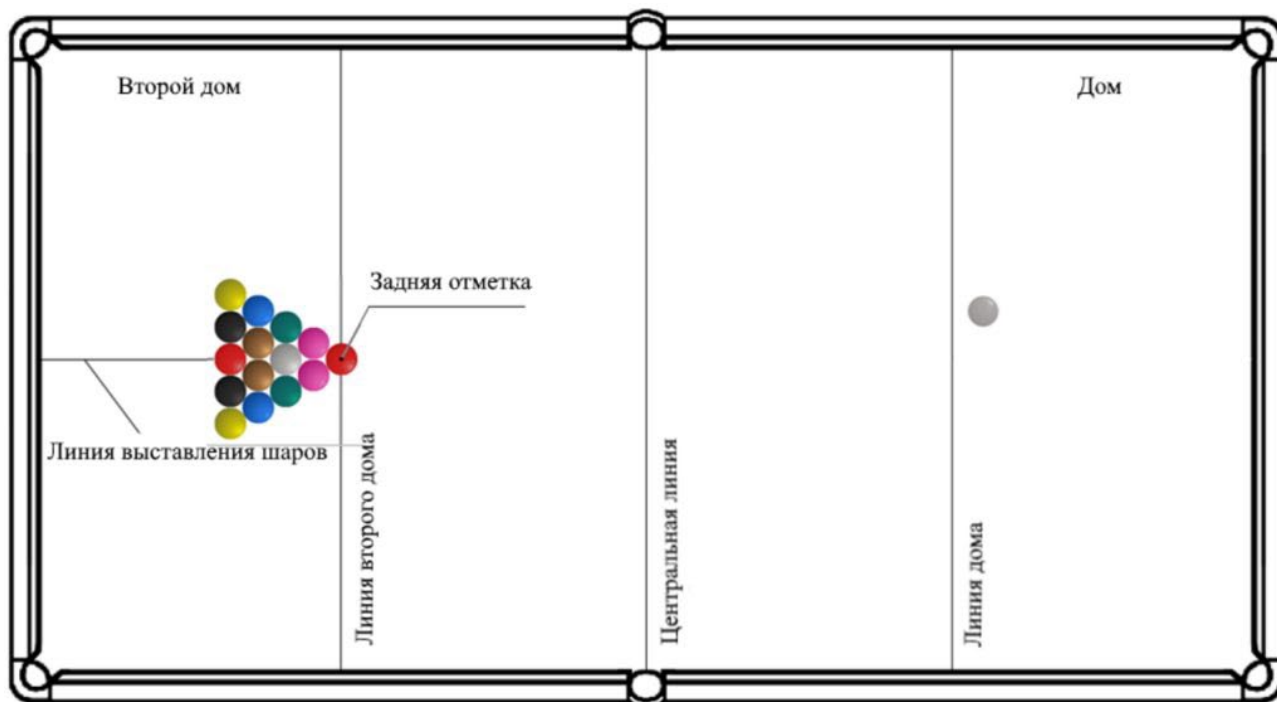 Второй дом
Дом
Задняя отметка
Линия выставления шаров
Линия второго дома
Центральная линия
Линия дома